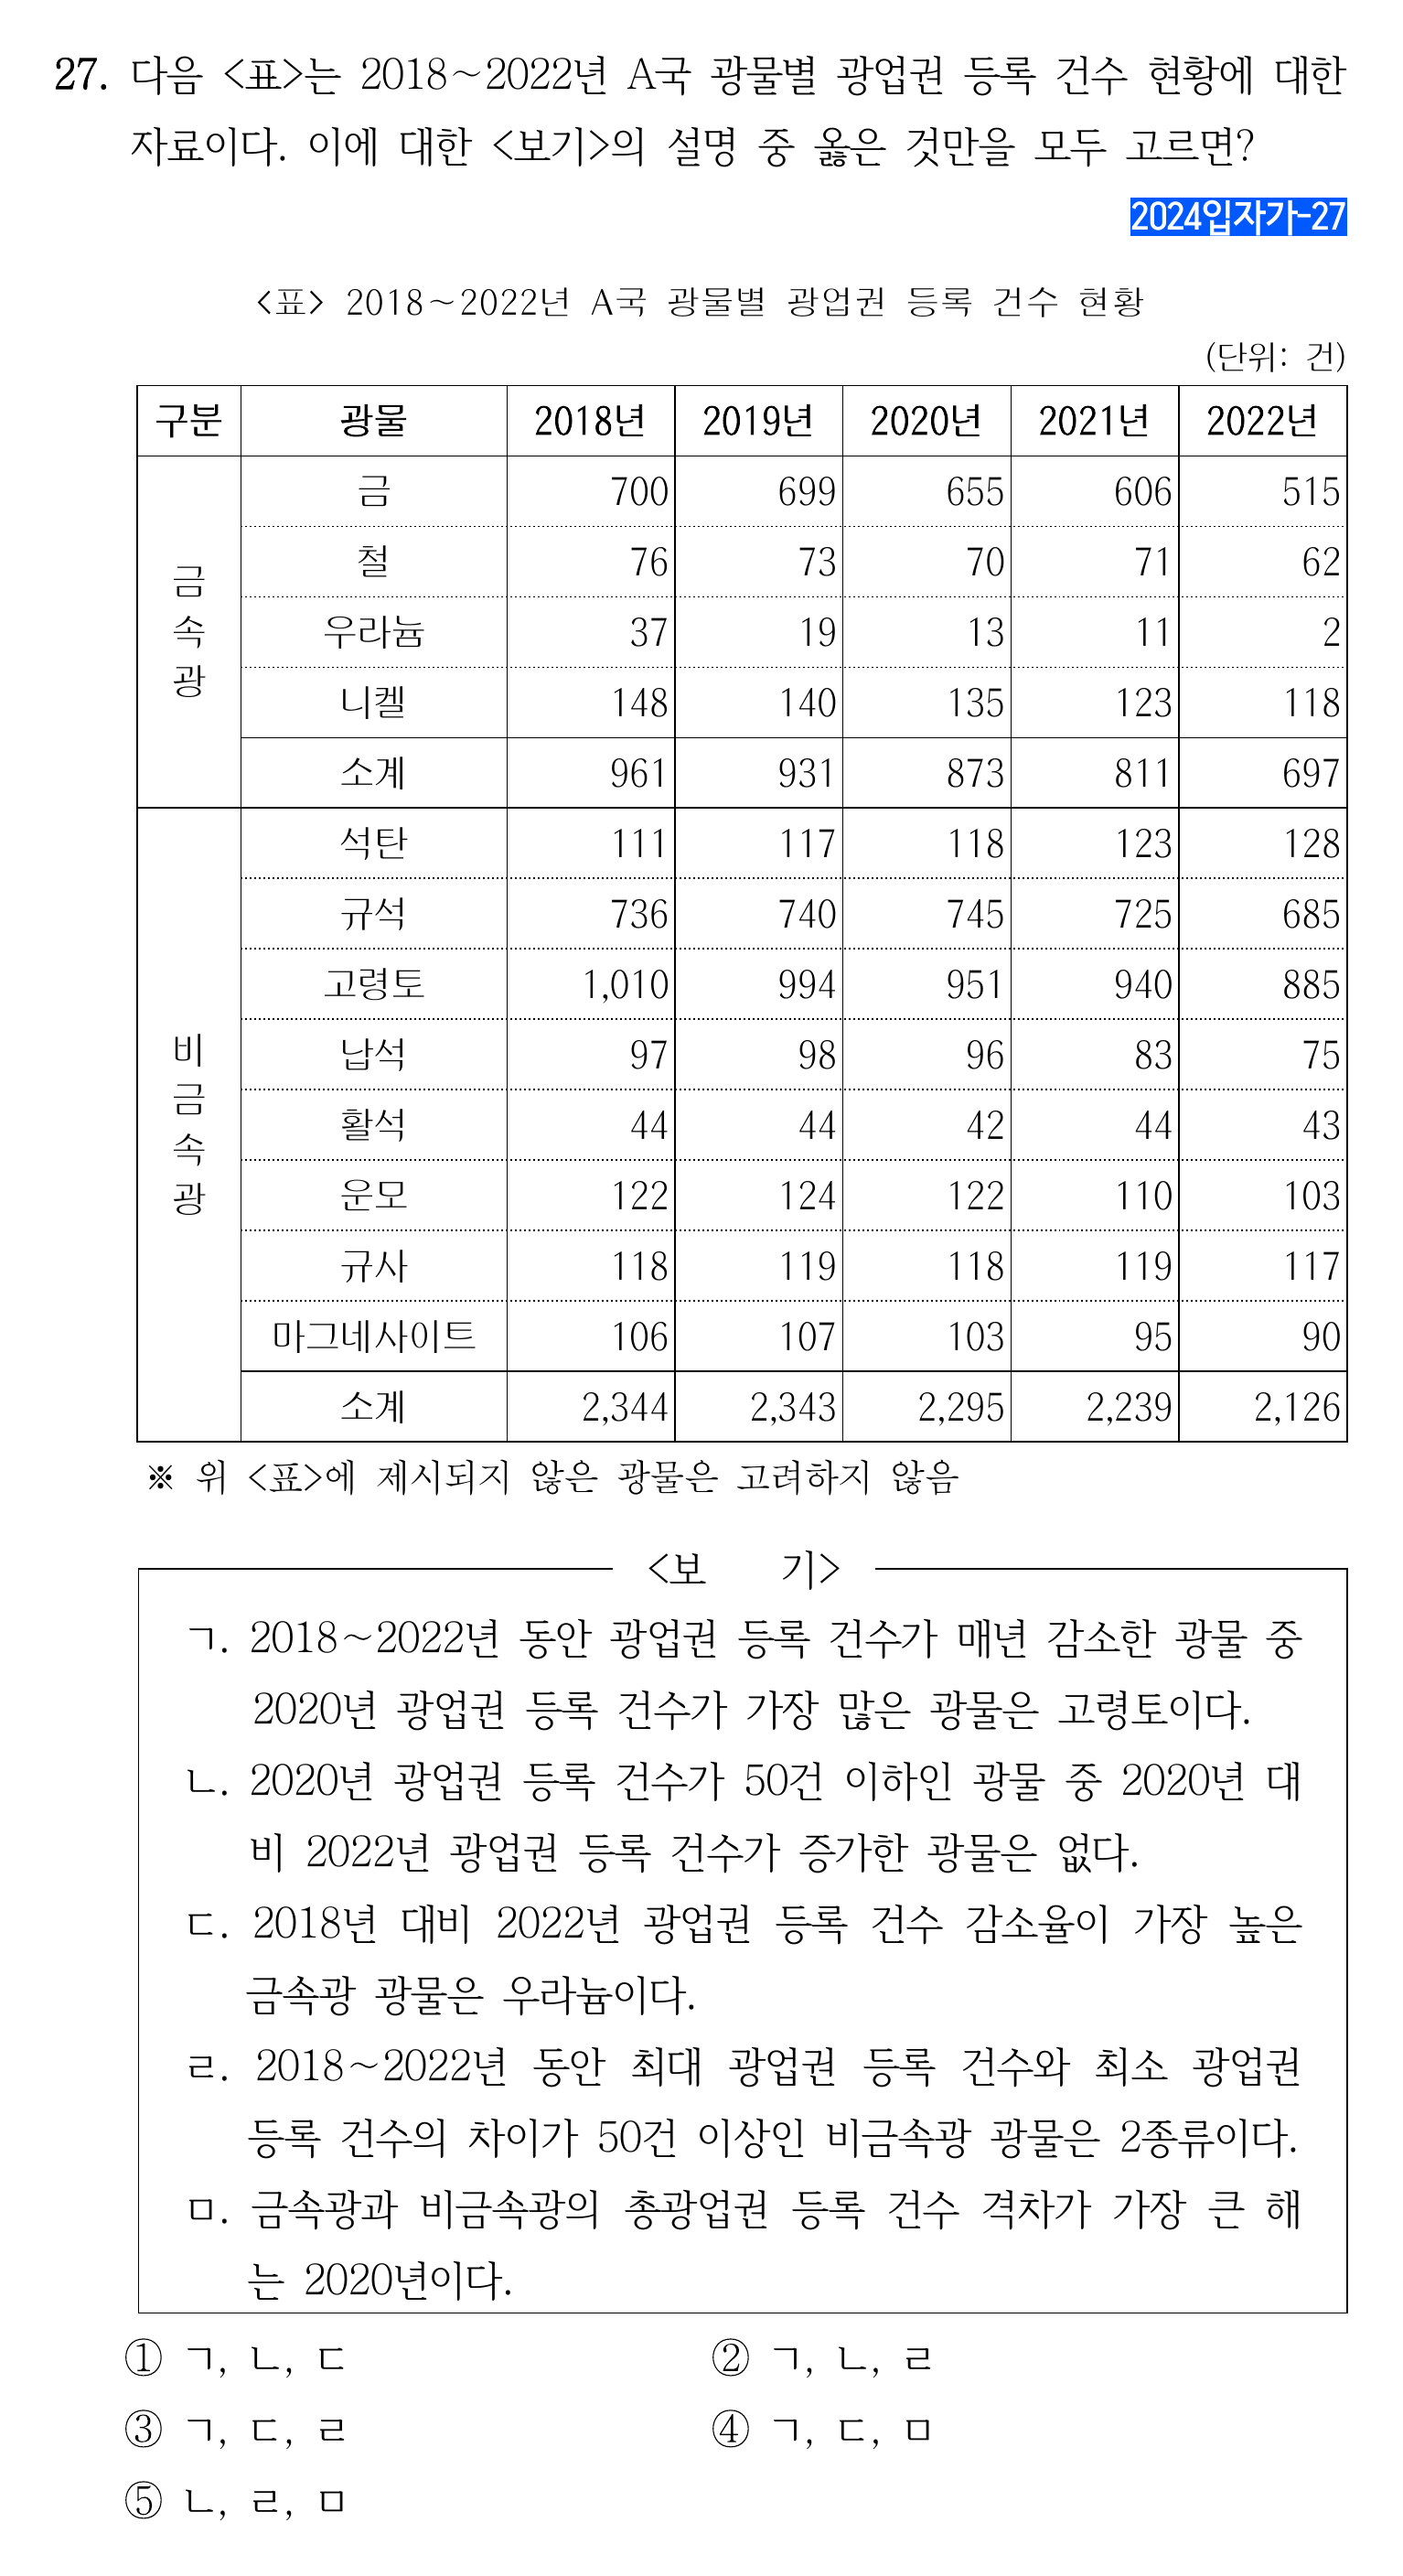 27. 다음 <표>는 2018～2022년 A국 광물별 광업권 등록 건수 현황에 대한
자료이다. 이에 대한 <보기>의 설명 중 옳은 것만을 모두 고르면?
2024입자가-27
<표> 2018～2022년 A국 광물별 광업권 등록 건수 현황
(단위: 건)
구분 광물 2018년 2019년 2020년 2021년 2022년
금속광
금 700 699 655 606 515
철 76 73 70 71 62
우라늄 37 19 13 11 2
니켈 148 140 135 123 118
소계 961 931 873 811 697
비금속광
석탄 111 117 118 123 128
규석 736 740 745 725 685
고령토 1,010 994 951 940 885
납석 97 98 96 83 75
활석 44 44 42 44 43
운모 122 124 122 110 103
규사 118 119 118 119 117
마그네사이트 106 107 103 95 90
소계 2,344 2,343 2,295 2,239 2,126
※ 위 <표>에 제시되지 않은 광물은 고려하지 않음
<보 기>
ㄱ. 2018～2022년 동안 광업권 등록 건수가 매년 감소한 광물 중
2020년 광업권 등록 건수가 가장 많은 광물은 고령토이다.
ㄴ. 2020년 광업권 등록 건수가 50건 이하인 광물 중 2020년 대
비 2022년 광업권 등록 건수가 증가한 광물은 없다.
ㄷ. 2018년 대비 2022년 광업권 등록 건수 감소율이 가장 높은
금속광 광물은 우라늄이다.
ㄹ. 2018～2022년 동안 최대 광업권 등록 건수와 최소 광업권
등록 건수의 차이가 50건 이상인 비금속광 광물은 2종류이다.
ㅁ. 금속광과 비금속광의 총광업권 등록 건수 격차가 가장 큰 해
는 2020년이다.
① ㄱ, ㄴ, ㄷ ② ㄱ, ㄴ, ㄹ
③ ㄱ, ㄷ, ㄹ ④ ㄱ, ㄷ, ㅁ
⑤ ㄴ, ㄹ, ㅁ